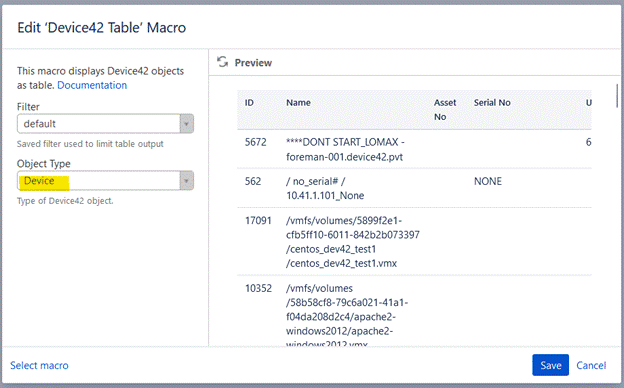 Edit ‘Device42 Table’ Macro
This macro displays Device42 objects
as table. Documentation
Filter
default
Saved filter used to limit table output
Object Type
Device
Type of Device42 object.
Preview
ID Name Asset No Serial No U
5672 ****DONT START_LOMAX - 6
foreman-001.device42.pvt
562 / no_serial# / NONE
10.41.1.101_None
17091 /vmfs/volumes/5899f2e1-
cfb5ff10-6011-842b2b073397
/centos_dev42_test1
/centos_dev42_test1.vmx
10352 /vmfs/volumes
/58b58cf8-79c6a021-41a1-
f04da208d2c4/apache2-
windows2012/apache2-
windows2012.vmx
Select macro
Save Cancel